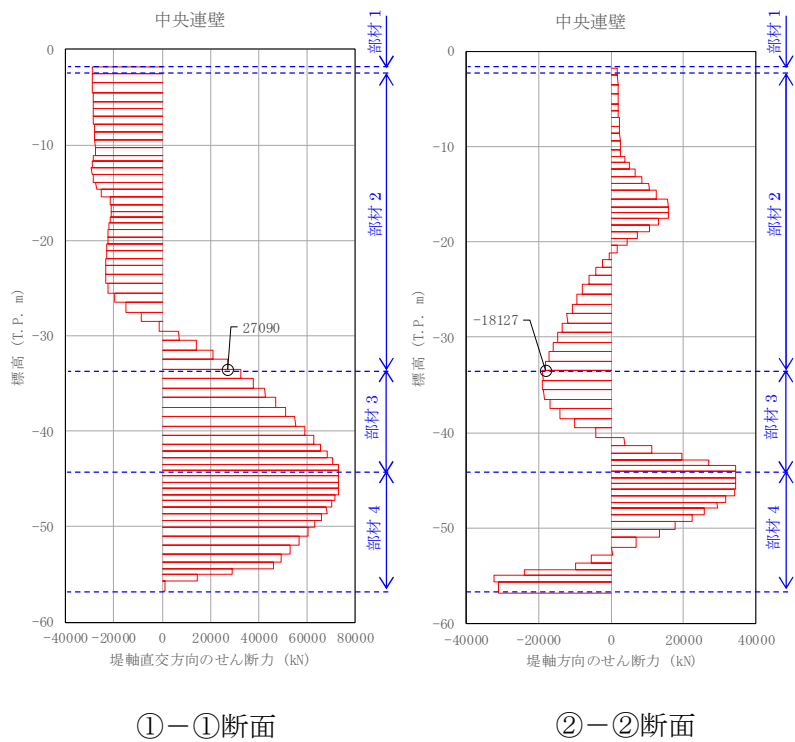 中央連壁
部材 1
0
-10
-20
-30
-40
-50
-60
標高 (T.P. m)
部材 2
27090
部材 3
部材 4
-40000 -20000 0 20000 40000 60000 80000
堤軸直交方向のせん断力 (kN)
①－①断面
中央連壁
部材 1
0
-10
-20
-30
-40
-50
-60
標高 (T.P. m)
部材 2
-18127
部材 3
部材 4
-40000 -20000 0 20000 40000
堤軸方向のせん断力 (kN)
②－②断面